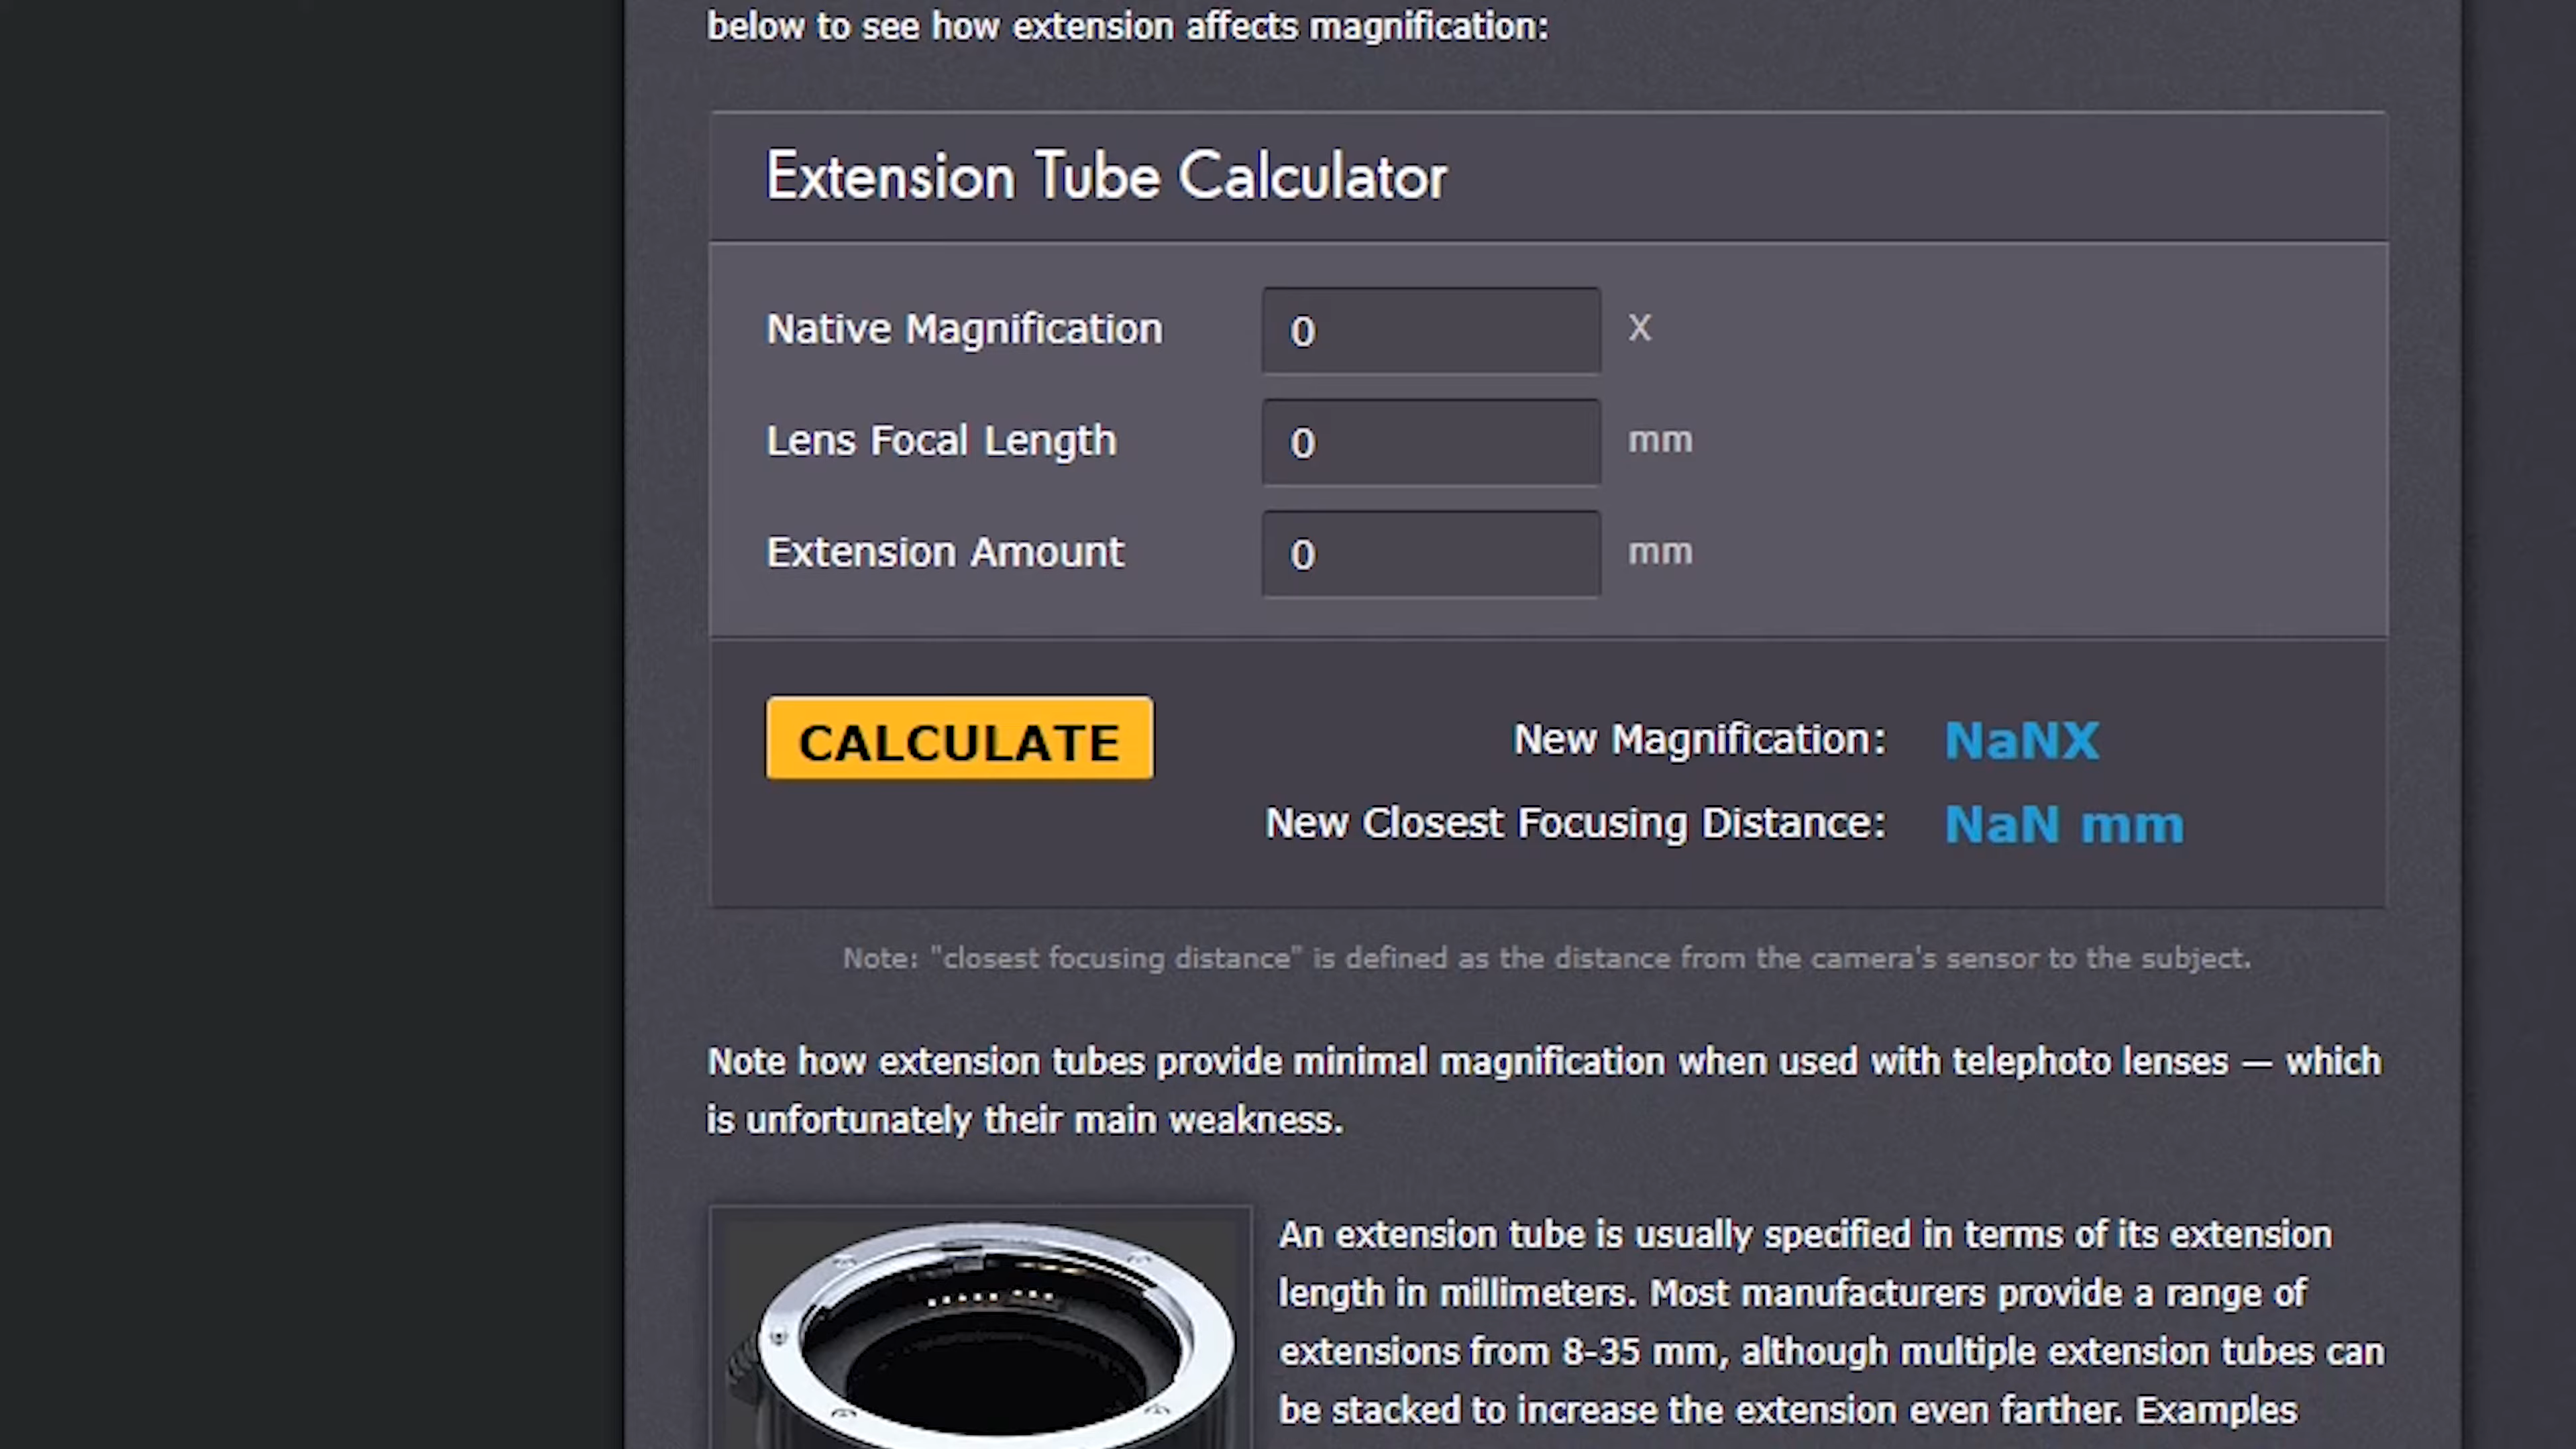 below to see how extension affects magnification:
Extension Tube Calculator
Native Magnification 0 X
Lens Focal Length 0 mm
Extension Amount 0 mm
CALCULATE New Magnification: NaNX
New Closest Focusing Distance: NaN mm
Note: "closest focusing distance" is defined as the distance from the camera's sensor to the subject.
Note how extension tubes provide minimal magnification when used with telephoto lenses — which
is unfortunately their main weakness.
An extension tube is usually specified in terms of its extension
length in millimeters. Most manufacturers provide a range of
extensions from 8-35 mm, although multiple extension tubes can
be stacked to increase the extension even farther. Examples